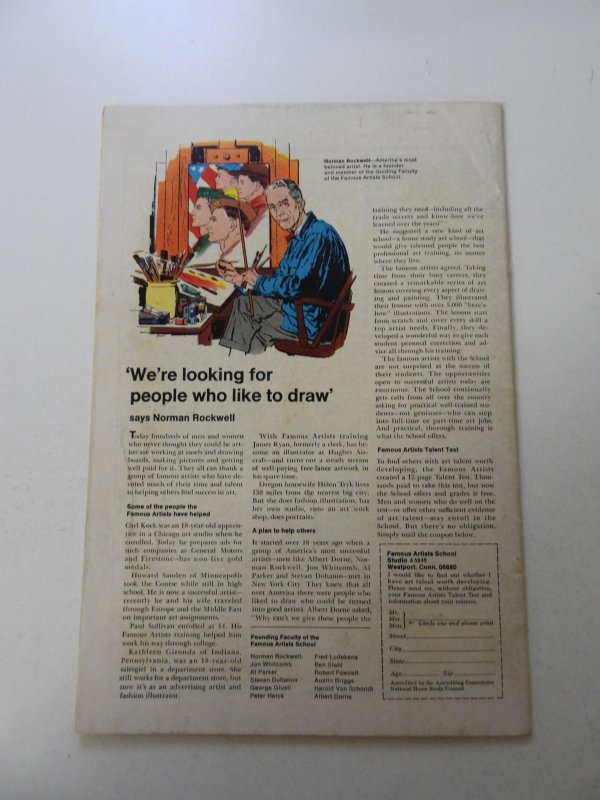 Norman Rockwell—America's most
beloved artist. He is a founder
and member of the Guiding Faculty
of the Famous Artists School.
'We're looking for
people who like to draw'
says Norman Rockwell
Today hundreds of men and women
who never thought they could be art-
ists are working at easels and drawing
boards, making pictures and getting
well paid for it. They all can thank a
group of famous artists who have de-
voted much of their time and talent
to helping others find success in art.
Some of the people the
Famous Artists have helped
Carl Kock was an 18-year-old appren-
tice in a Chicago art studio when he
enrolled. Today he prepares ads for
such companies as General Motors
and Firestone—has won five gold
medals.
Howard Sanden of Minneapolis
took the Course while still in high
school. He is now a successful artist—
recently he and his wife traveled
through Europe and the Middle East
on important art assignments.
Paul Sullivan enrolled at 14. His
Famous Artists training helped him
work his way through college.
Kathleen Gironda of Indiana,
Pennsylvania, was an 18-year-old
salesgirl in a department store. She
still works for a department store, but
now it's as an advertising artist and
fashion illustrator.
With Famous Artists training
James Ryan, formerly a clerk, has be-
come an illustrator at Hughes Air-
craft—and turns out a steady stream
of well-paying free-lance artwork in
his spare time.
Oregon housewife Helen Tryk lives
150 miles from the nearest big city.
But she does fashion illustration, has
her own studio, runs an art work
shop, does portraits.
A plan to help others
It started over 18 years ago when a
group of America's most successful
artists—men like Albert Dorne, Nor-
man Rockwell, Jon Whitcomb, Al
Parker and Stevan Dohanos—met in
New York City. They knew that all
over America there were people who
liked to draw who could be turned
into good artists. Albert Dorne asked,
"Why can't we give these people the
Founding Faculty of the
Famous Artists School
Norman Rockwell
Jon Whitcomb
Al Parker
Stevan Dohanos
George Giusti
Peter Helck
Fred Ludekens
Ben Stahl
Robert Fawcett
Austin Briggs
Harold Von Schmidt
Albert Dorne
training they need—including all the
trade secrets and know-how we've
learned over the years?"
He suggested a new kind of art
school—a home study art school—that
would give talented people the best
professional art training, no matter
where they live.
The famous artists agreed. Taking
time from their busy careers, they
created a remarkable series of art
lessons covering every aspect of draw-
ing and painting. They illustrated
their lessons with over 5,000 "here's-
how" illustrations. The lessons start
from scratch and cover every skill a
top artist needs. Finally, they de-
veloped a wonderful way to give each
student personal correction and ad-
vice all through his training.
The famous artists with the School
are not surprised at the success of
their students. The opportunities
open to successful artists today are
enormous. The School continually
gets calls from all over the country
asking for practical well-trained stu-
dents—not geniuses—who can step
into full-time or part-time art jobs.
And practical, thorough training is
what the School offers.
Famous Artists Talent Test
To find others with art talent worth
developing, the Famous Artists
created a 12-page Talent Test. Thou-
sands paid to take this test, but now
the School offers and grades it free.
Men and women who do well on the
test—or offer other sufficient evidence
of art talent—may enroll in the
School. But there's no obligation.
Simply mail the coupon below.
Famous Artists School
Studio
Westport, Conn. 06880
I would like to find out whether I
have art talent worth developing.
Please send me, without obligation,
your Famous Artists Talent Test and
information about your courses.
Mr.
Mrs.
Miss
Circle one and please print
Street
City
State
Age Zip
Accredited by the Accrediting Commission
National Home Study Council